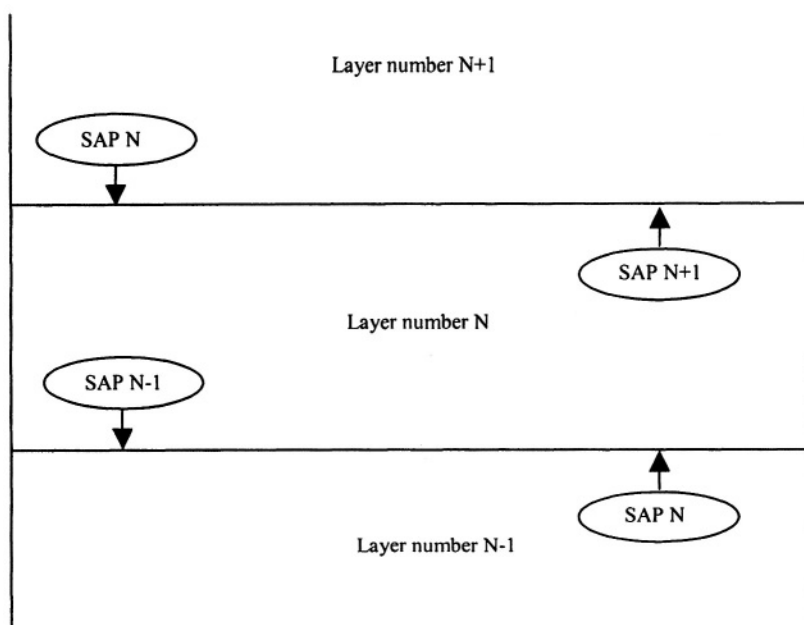 Layer number N+1
SAP N
SAP N+1
Layer number N
SAP N-1
SAP N
Layer number N-1